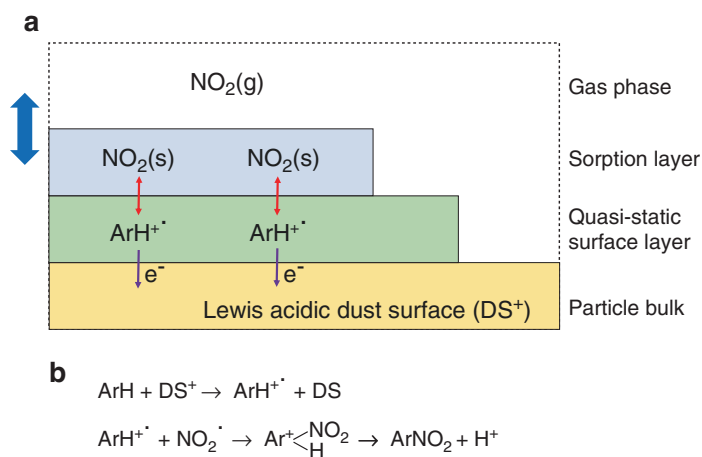 a
NO₂(g)
Gas phase
NO₂(s) NO₂(s)
Sorption layer
ArH⁺˙ ArH⁺˙
Quasi-static
surface layer
e⁻ e⁻
Lewis acidic dust surface (DS⁺)
Particle bulk
b
ArH + DS⁺ → ArH⁺˙ + DS
ArH⁺˙ + NO₂˙ → Ar⁺< NO₂ H → ArNO₂ + H⁺